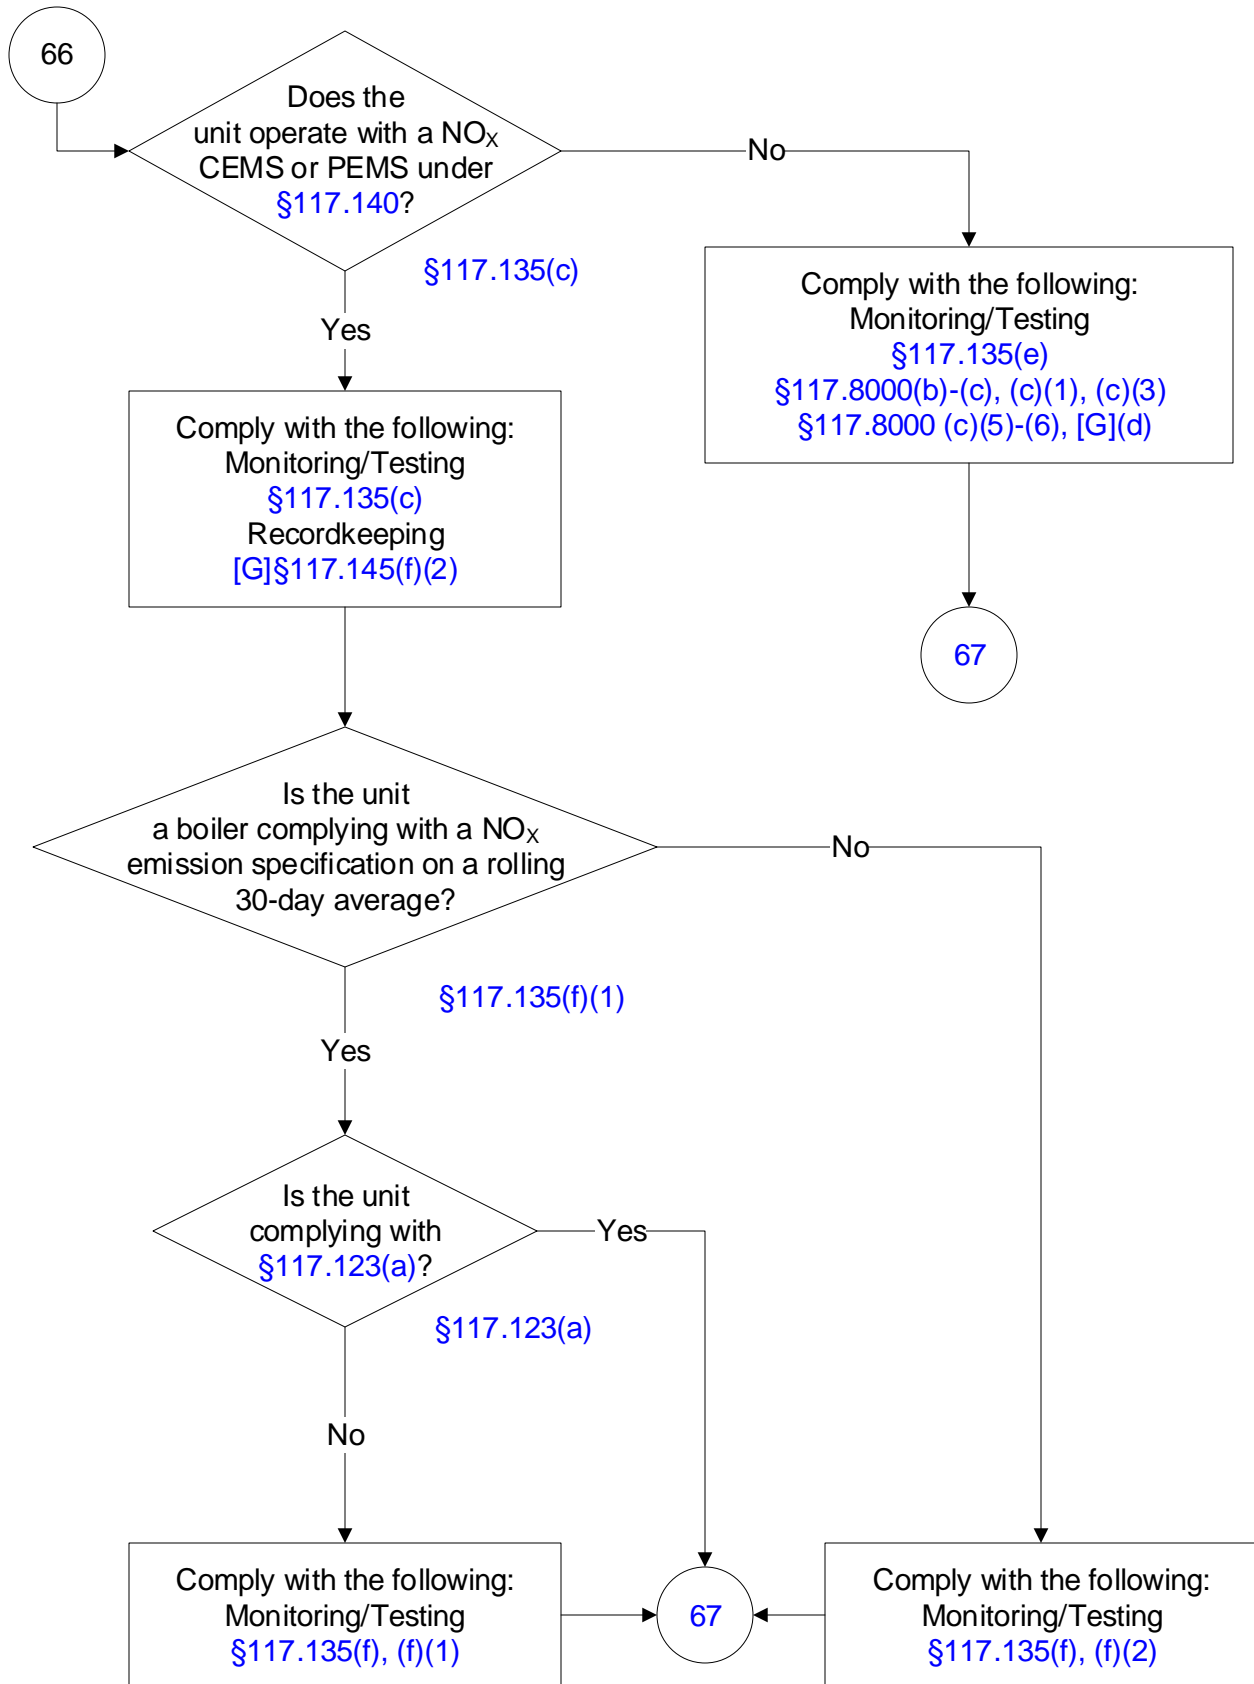 66
Does the
unit operate with a NOX
CEMS or PEMS under
§117.140?
No
§117.135(c)
Yes
Comply with the following:
Monitoring/Testing
§117.135(e)
§117.8000(b)-(c), (c)(1), (c)(3)
§117.8000 (c)(5)-(6), [G](d)
Comply with the following:
Monitoring/Testing
§117.135(c)
Recordkeeping
[G]§117.145(f)(2)
67
Is the unit
a boiler complying with a NOX
emission specification on a rolling
30-day average?
No
§117.135(f)(1)
Yes
Is the unit
complying with
§117.123(a)?
Yes
§117.123(a)
No
Comply with the following:
Monitoring/Testing
§117.135(f), (f)(1)
67
Comply with the following:
Monitoring/Testing
§117.135(f), (f)(2)